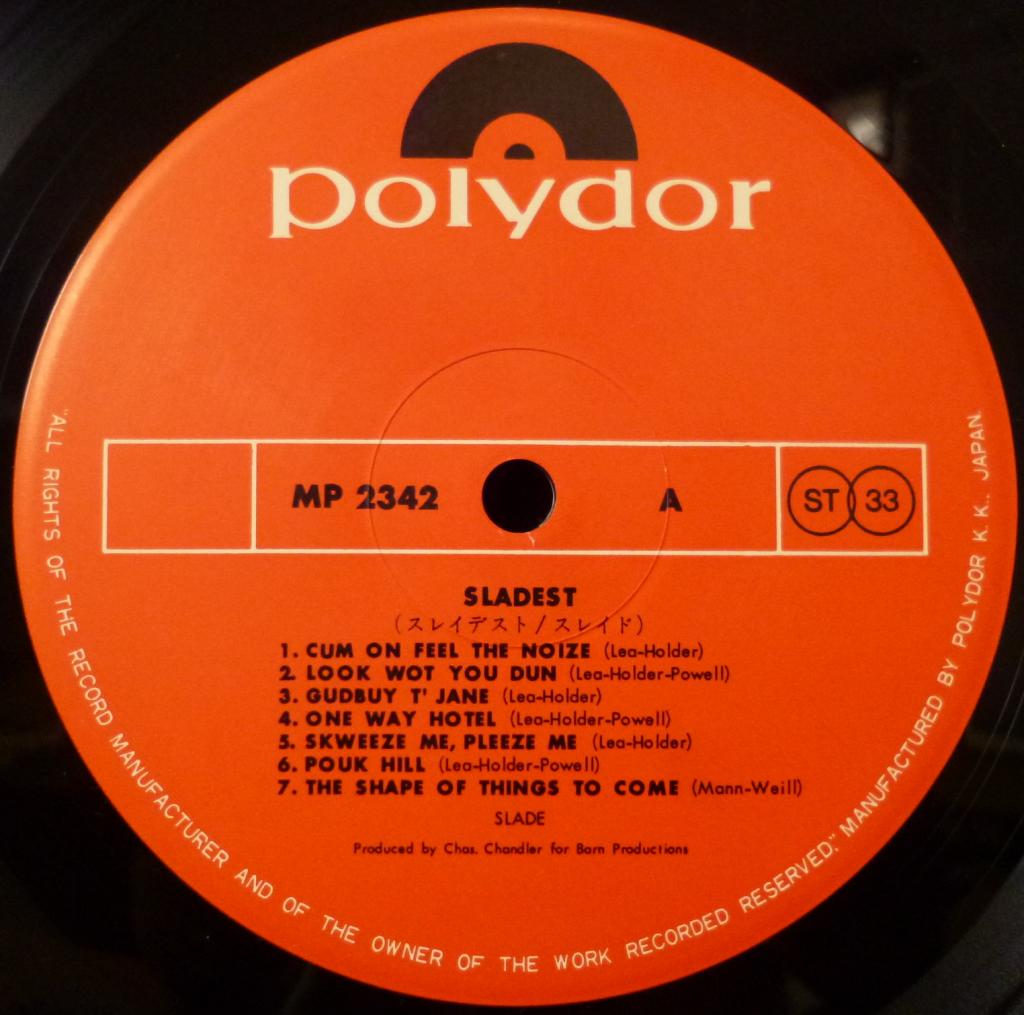 polydor
MP 2342 A ST 33
SLADEST
(スレイデスト/スレイド)
1. CUM ON FEEL THE NOIZE (Lea-Holder)
2. LOOK WOT YOU DUN (Lea-Holder-Powell)
3. GUDBUY T' JANE (Lea-Holder)
4. ONE WAY HOTEL (Lea-Holder-Powell)
5. SKWEEZE ME, PLEEZE ME (Lea-Holder)
6. POUK HILL (Lea-Holder-Powell)
7. THE SHAPE OF THINGS TO COME (Mann-Weill)
SLADE
Produced by Chas. Chandler for Barn Productions
"ALL RIGHTS OF THE RECORD MANUFACTURER AND OF THE OWNER OF THE WORK RECORDED RESERVED," MANUFACTURED BY POLYDOR K.K., JAPAN.